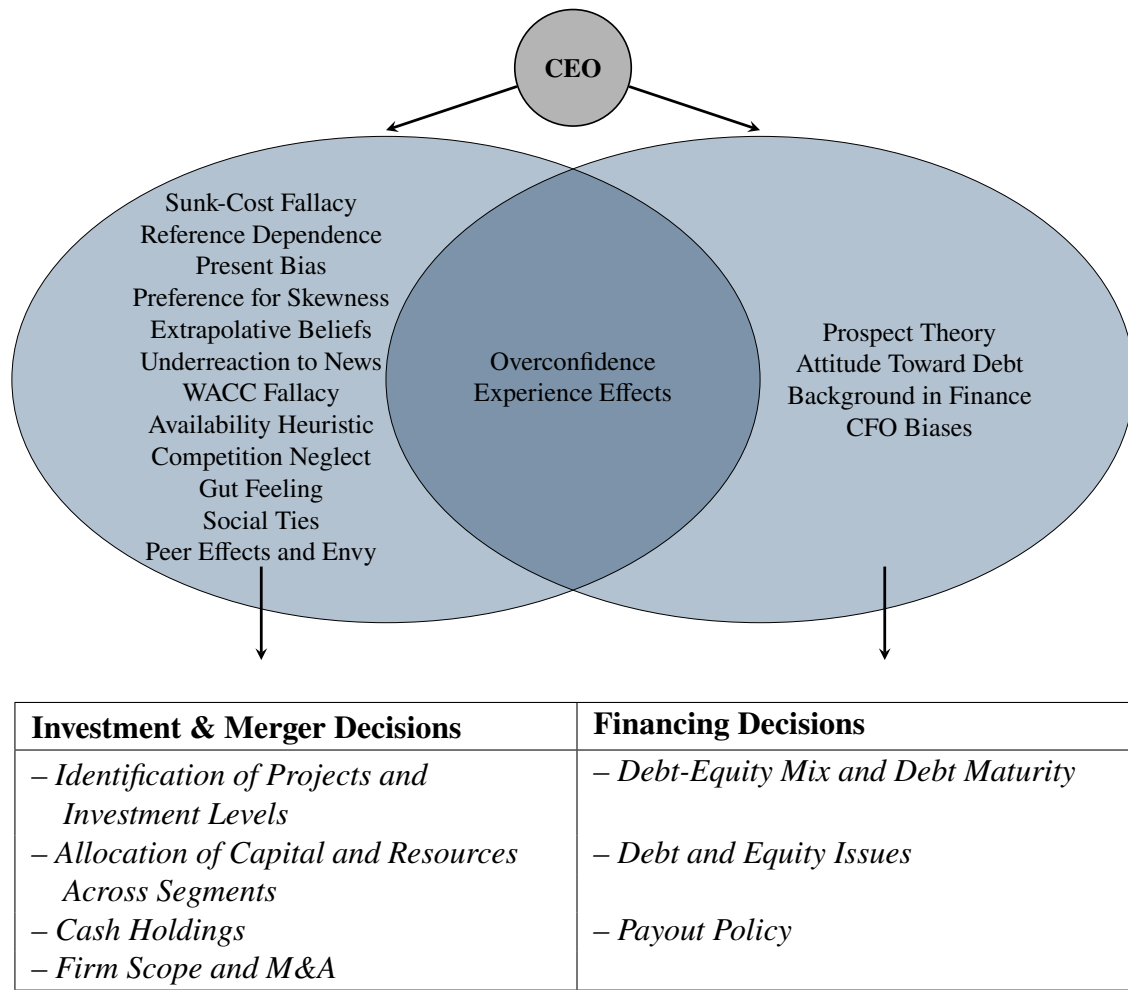 CEO
Sunk-Cost Fallacy
Reference Dependence
Present Bias
Preference for Skewness
Extrapolative Beliefs
Underreaction to News
WACC Fallacy
Availability Heuristic
Competition Neglect
Gut Feeling
Social Ties
Peer Effects and Envy
Overconfidence
Experience Effects
Prospect Theory
Attitude Toward Debt
Background in Finance
CFO Biases
Investment & Merger Decisions
– Identification of Projects and
Investment Levels
– Allocation of Capital and Resources
Across Segments
– Cash Holdings
– Firm Scope and M&A
Financing Decisions
– Debt-Equity Mix and Debt Maturity
– Debt and Equity Issues
– Payout Policy